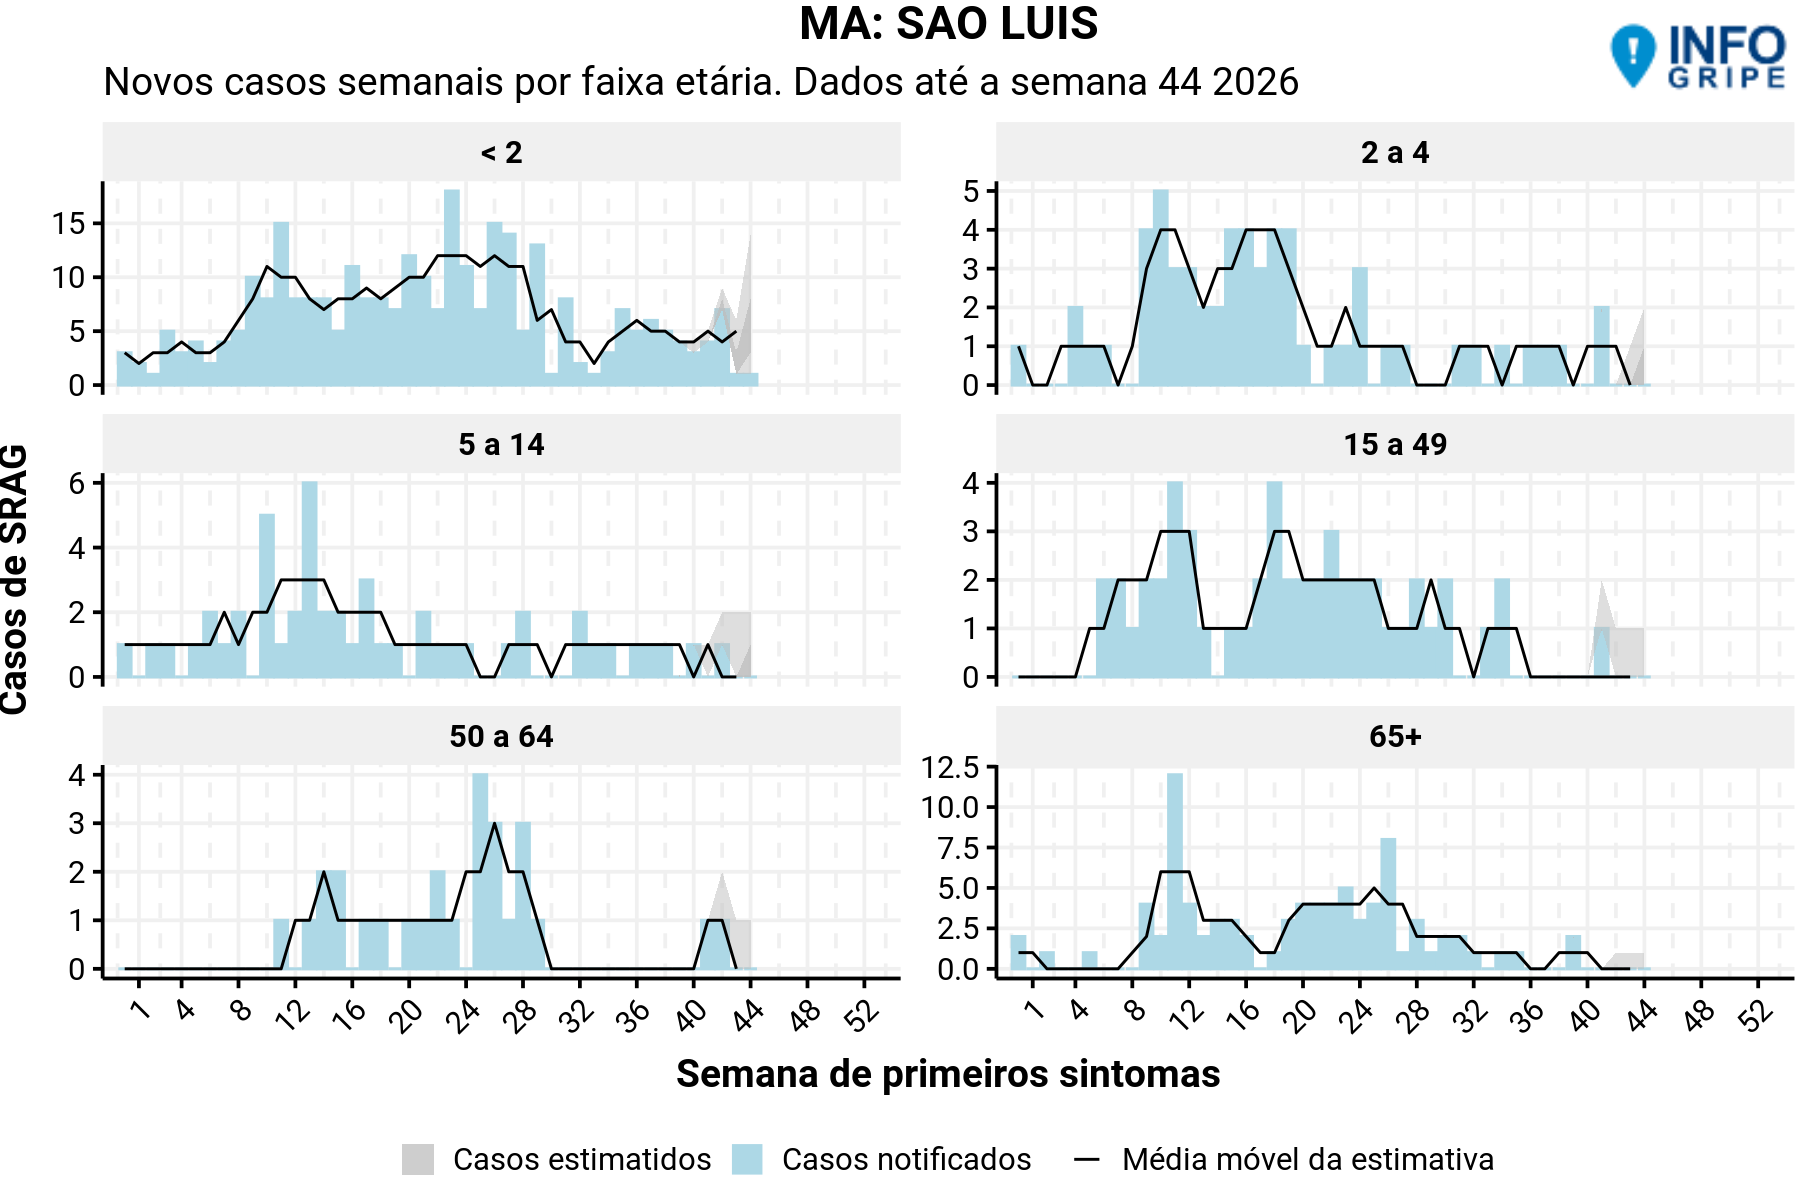 MA: SAO LUIS
INFO
GRIPE
Novos casos semanais por faixa etária. Dados até a semana 44 2026
< 2
2 a 4
15
10
5
0
5
4
3
2
1
0
5 a 14
15 a 49
6
4
2
0
4
3
2
1
0
Casos de SRAG
50 a 64
65+
4
3
2
1
0
12.5
10.0
7.5
5.0
2.5
0.0
1 4 8 12 16 20 24 28 32 36 40 44 48 52
1 4 8 12 16 20 24 28 32 36 40 44 48 52
Semana de primeiros sintomas
Casos estimatidos Casos notificados Média móvel da estimativa